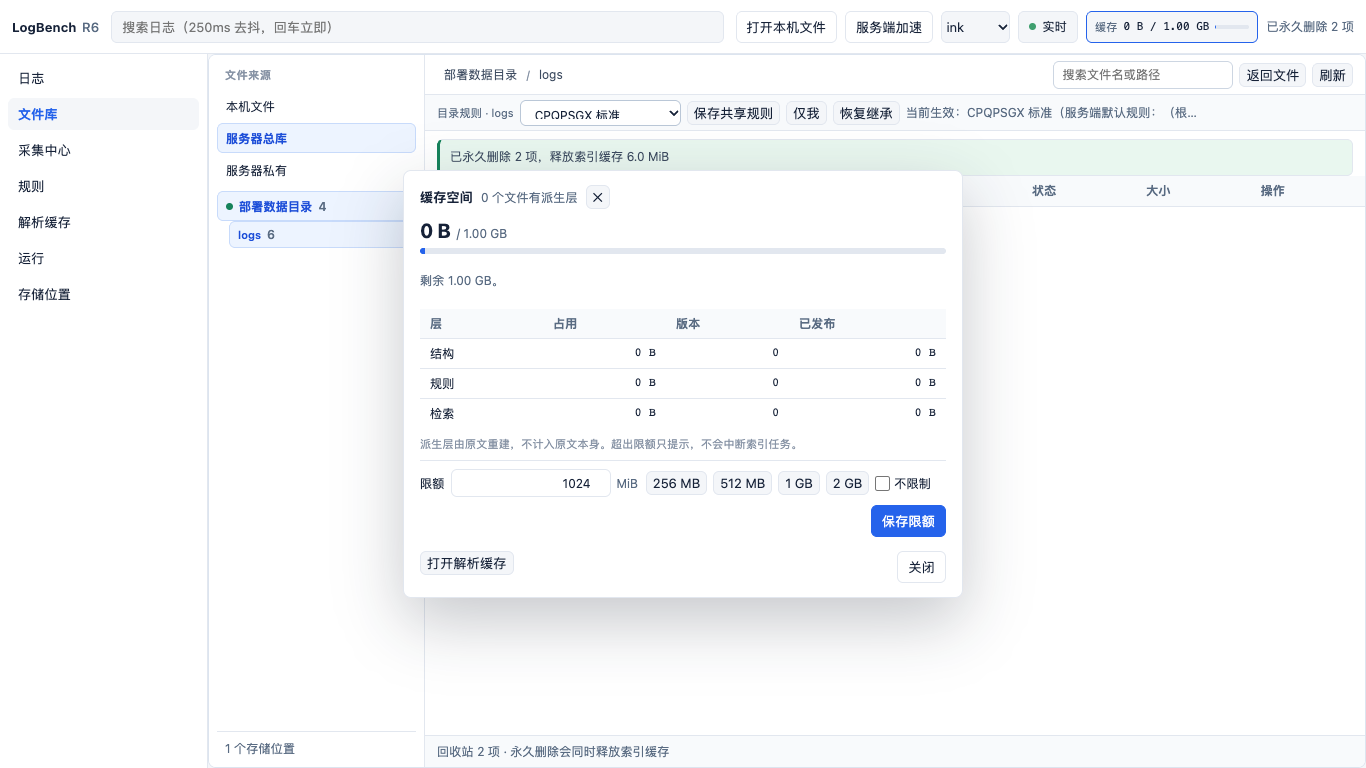 LogBench R6 搜索日志（250ms 去抖，回车立即） 打开本机文件 服务端加速 ink 实时 缓存 0 B / 1.00 GB 已永久删除 2 项
日志
文件库
采集中心
规则
解析缓存
运行
存储位置
文件来源
本机文件
服务器总库
服务器私有
部署数据目录 4
logs 6
1 个存储位置
部署数据目录 / logs 搜索文件名或路径 返回文件 刷新
目录规则 · logs CPQPSGX 标准 保存共享规则 仅我 恢复继承 当前生效：CPQPSGX 标准（服务端默认规则：（根…
已永久删除 2 项，释放索引缓存 6.0 MiB
状态 大小 操作
缓存空间 0 个文件有派生层 ×
0 B / 1.00 GB
剩余 1.00 GB。
层 占用 版本 已发布
结构 0 B 0 0 B
规则 0 B 0 0 B
检索 0 B 0 0 B
派生层由原文重建，不计入原文本身。超出限额只提示，不会中断索引任务。
限额 1024 MiB 256 MB 512 MB 1 GB 2 GB 不限制
保存限额
打开解析缓存 关闭
回收站 2 项 · 永久删除会同时释放索引缓存